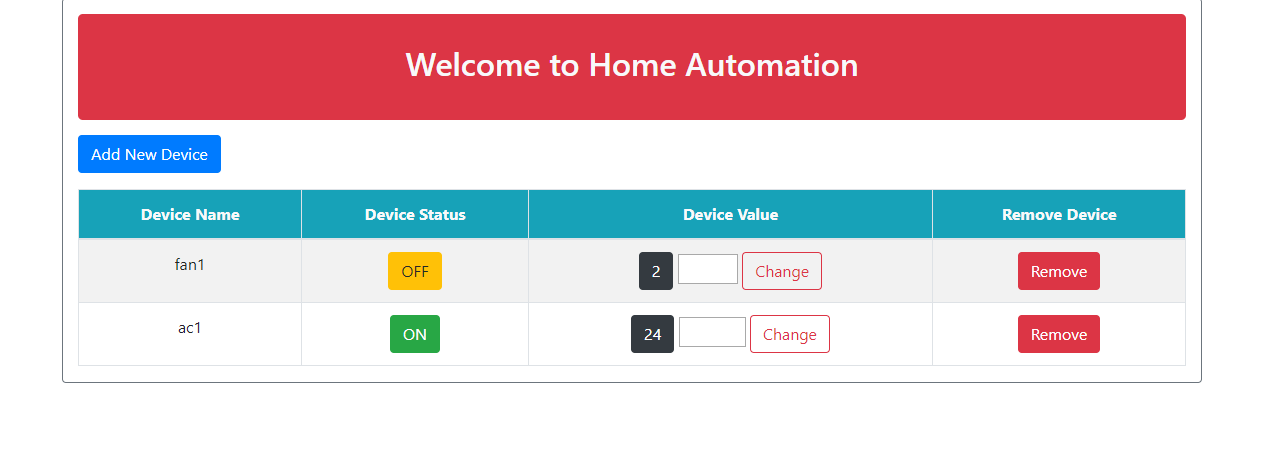 Welcome to Home Automation
Add New Device
Device Name Device Status Device Value Remove Device
fan1 OFF 2 Change Remove
ac1 ON 24 Change Remove